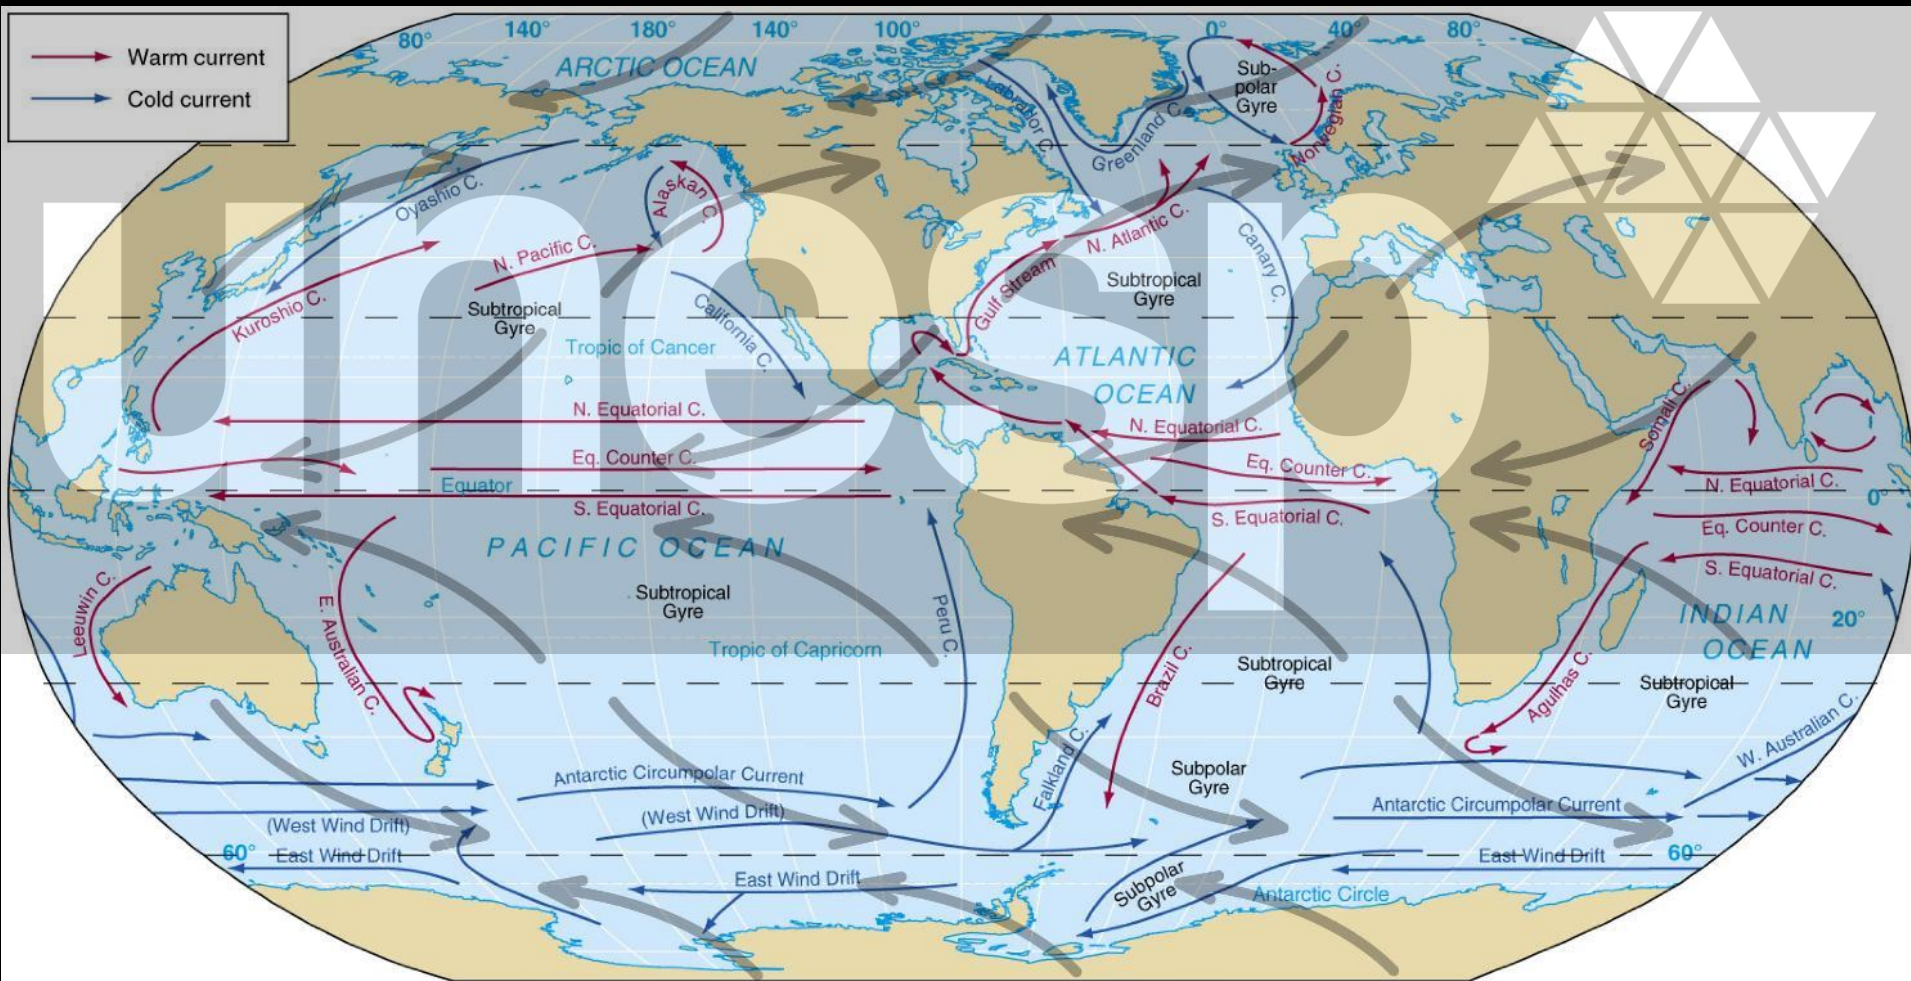 Warm current
Cold current
80°
140°
180°
140°
100°
0°
40°
80°
ARCTIC OCEAN
Sub-
polar
Gyre
Labrador C.
Greenland C.
Norwegian C.
Oyashio C.
Alaskan C.
N. Pacific C.
N. Atlantic C.
Canary C.
Gulf Stream
Kuroshio C.
California C.
Subtropical
Gyre
Subtropical
Gyre
Tropic of Cancer
ATLANTIC
OCEAN
unesp
N. Equatorial C.
N. Equatorial C.
Somali C.
Eq. Counter C.
Eq. Counter C.
Equator
N. Equatorial C.
0°
S. Equatorial C.
S. Equatorial C.
Eq. Counter C.
PACIFIC OCEAN
S. Equatorial C.
Leeuwin C.
E. Australian C.
Subtropical
Gyre
Peru C.
INDIAN
OCEAN
20°
Tropic of Capricorn
Brazil C.
Subtropical
Gyre
Agulhas C.
Subtropical
Gyre
W. Australian C.
Falkland C.
Subpolar
Gyre
Antarctic Circumpolar Current
(West Wind Drift)
Antarctic Circumpolar Current
(West Wind Drift)
60°
East Wind Drift
East Wind Drift
60°
East Wind Drift
Subpolar
Gyre
Antarctic Circle